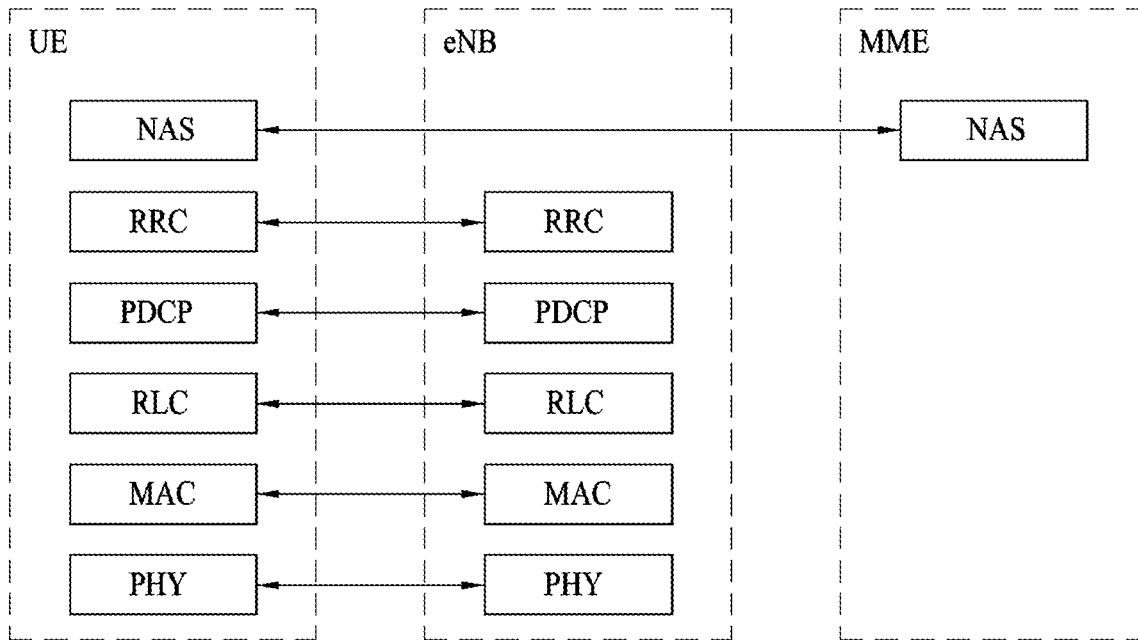 UE eNB MME
NAS NAS
RRC RRC
PDCP PDCP
RLC RLC
MAC MAC
PHY PHY